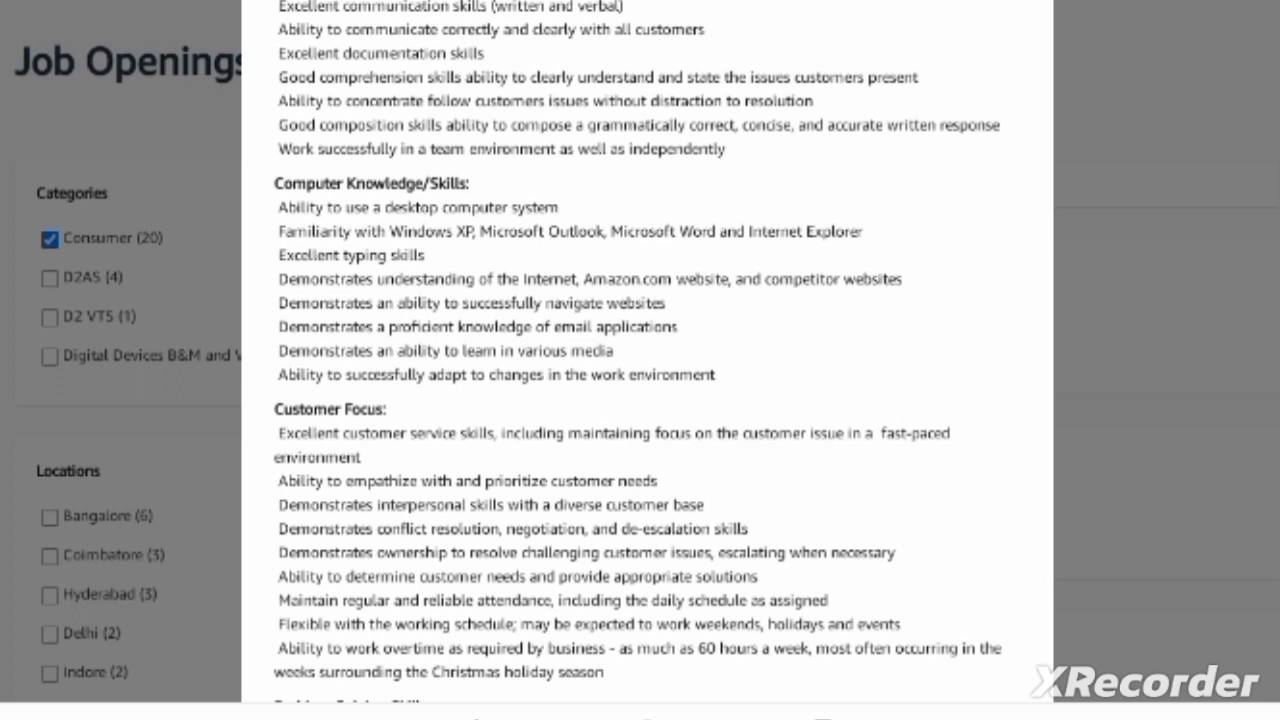 Job Openings
Categories
Consumer (20)
D2AS (4)
D2 VTS (1)
Digital Devices B&M and
Locations
Bangalore (6)
Coimbatore (3)
Hyderabad (3)
Delhi (2)
Indore (2)
Excellent communication skills (written and verbal)
Ability to communicate correctly and clearly with all customers
Excellent documentation skills
Good comprehension skills ability to clearly understand and state the issues customers present
Ability to concentrate follow customers issues without distraction to resolution
Good composition skills ability to compose a grammatically correct, concise, and accurate written response
Work successfully in a team environment as well as independently
Computer Knowledge/Skills:
Ability to use a desktop computer system
Familiarity with Windows XP, Microsoft Outlook, Microsoft Word and Internet Explorer
Excellent typing skills
Demonstrates understanding of the Internet, Amazon.com website, and competitor websites
Demonstrates an ability to successfully navigate websites
Demonstrates a proficient knowledge of email applications
Demonstrates an ability to learn in various media
Ability to successfully adapt to changes in the work environment
Customer Focus:
Excellent customer service skills, including maintaining focus on the customer issue in a fast-paced
environment
Ability to empathize with and prioritize customer needs
Demonstrates interpersonal skills with a diverse customer base
Demonstrates conflict resolution, negotiation, and de-escalation skills
Demonstrates ownership to resolve challenging customer issues, escalating when necessary
Ability to determine customer needs and provide appropriate solutions
Maintain regular and reliable attendance, including the daily schedule as assigned
Flexible with the working schedule; may be expected to work weekends, holidays and events
Ability to work overtime as required by business - as much as 60 hours a week, most often occurring in the
weeks surrounding the Christmas holiday season
XRecorder